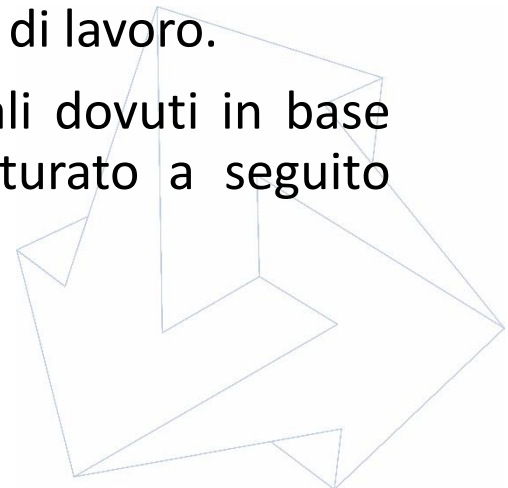 di lavoro.
li dovuti in base
turato a seguito